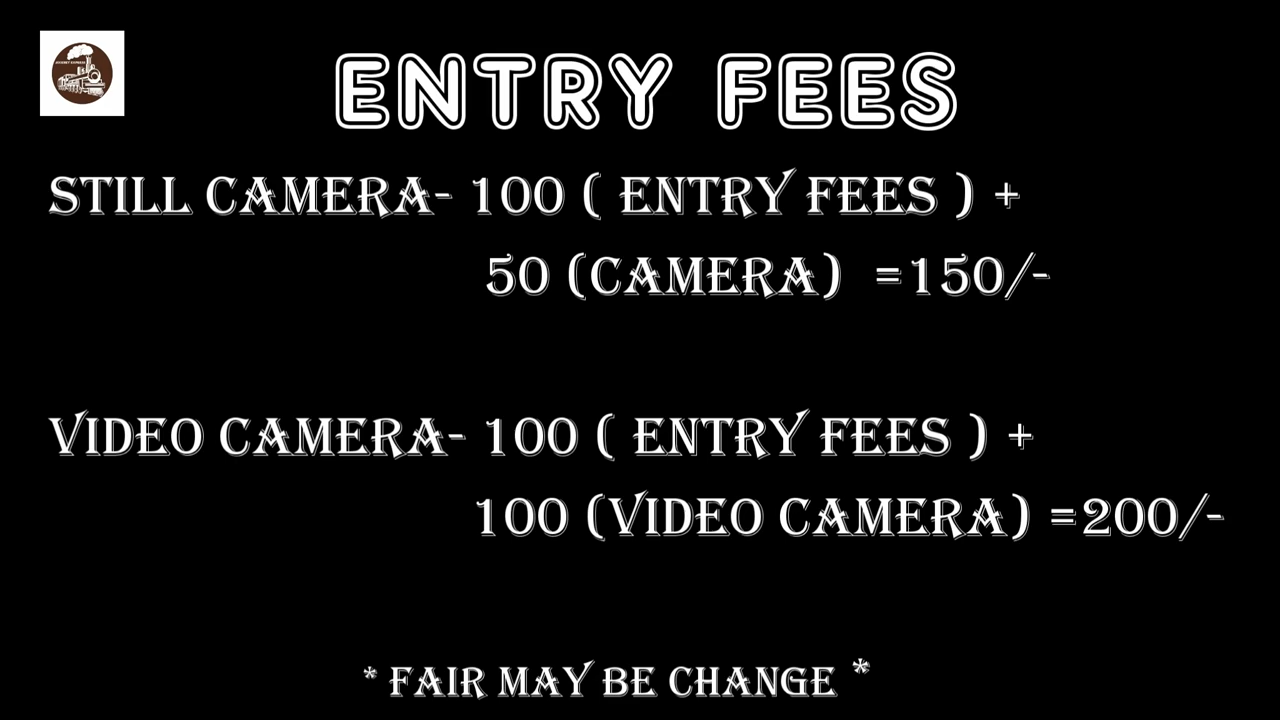 ENTRY FEES
STILL CAMERA- 100 ( ENTRY FEES ) +
50 (CAMERA) =150/-
VIDEO CAMERA- 100 ( ENTRY FEES ) +
100 (VIDEO CAMERA) =200/-
* FAIR MAY BE CHANGE *